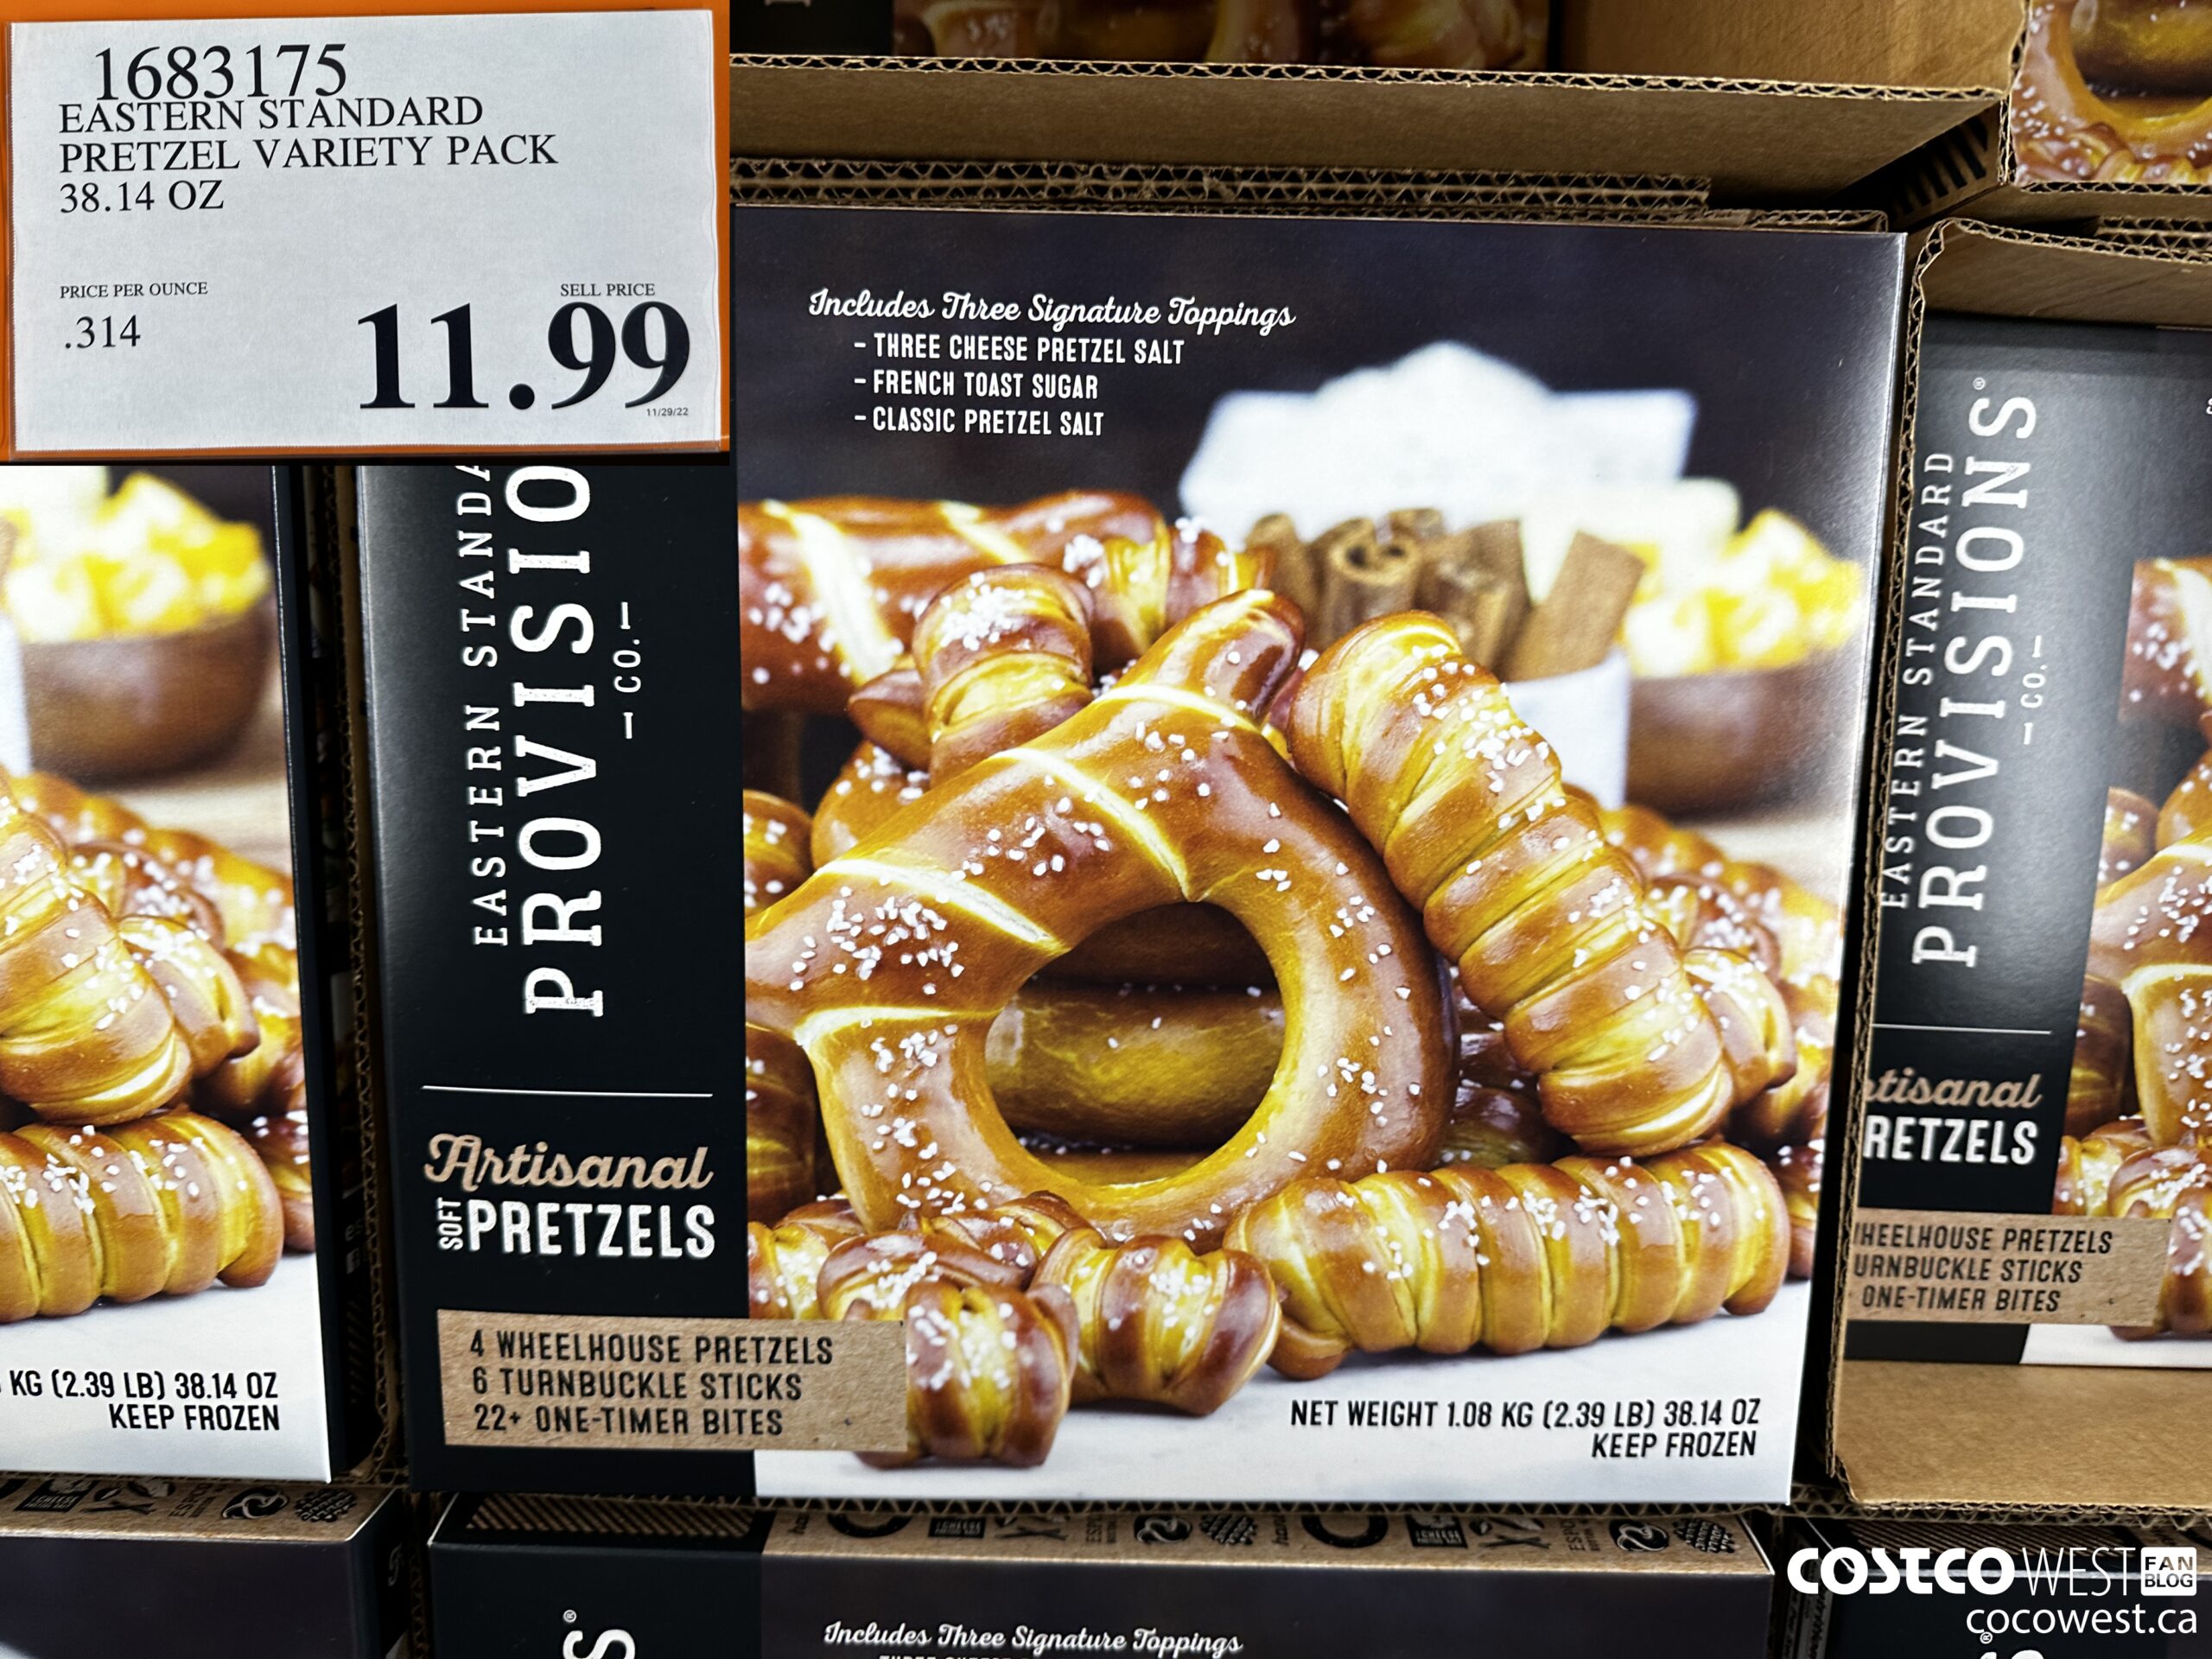 1683175
EASTERN STANDARD
PRETZEL VARIETY PACK
38.14 OZ
PRICE PER OUNCE
.314
SELL PRICE
11.99
11/29/22
Includes Three Signature Toppings
- THREE CHEESE PRETZEL SALT
- FRENCH TOAST SUGAR
- CLASSIC PRETZEL SALT
EASTERN STANDA
PROVISIO
— CO. —
Artisanal
SOFT PRETZELS
4 WHEELHOUSE PRETZELS
6 TURNBUCKLE STICKS
22+ ONE-TIMER BITES
NET WEIGHT 1.08 KG (2.39 LB) 38.14 OZ
KEEP FROZEN
KG (2.39 LB) 38.14 OZ
KEEP FROZEN
EASTERN STANDARD
PROVISIONS®
— CO. —
rtisanal
RETZELS
HEELHOUSE PRETZELS
URNBUCKLE STICKS
ONE-TIMER BITES
Includes Three Signature Toppings
COSTCO WEST FAN BLOG
cocowest.ca